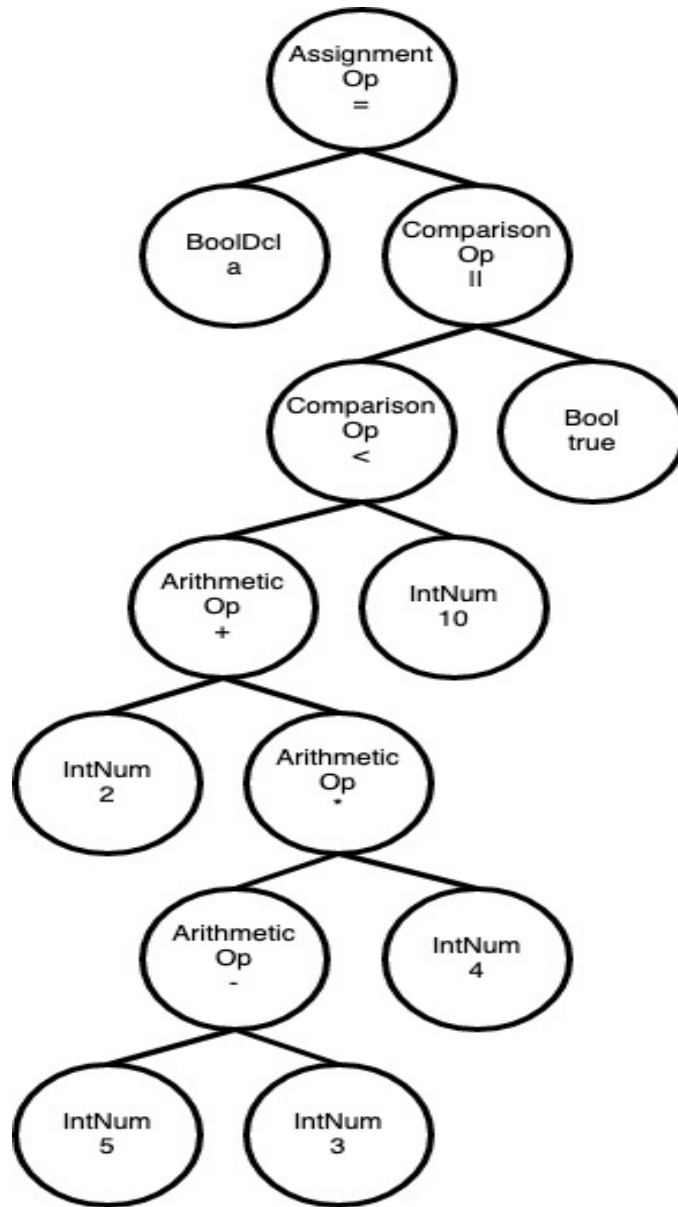 Assignment
Op
=
BoolDcl
a
Comparison
Op
||
Comparison
Op
<
Bool
true
Arithmetic
Op
+
IntNum
10
IntNum
2
Arithmetic
Op
*
Arithmetic
Op
-
IntNum
4
IntNum
5
IntNum
3